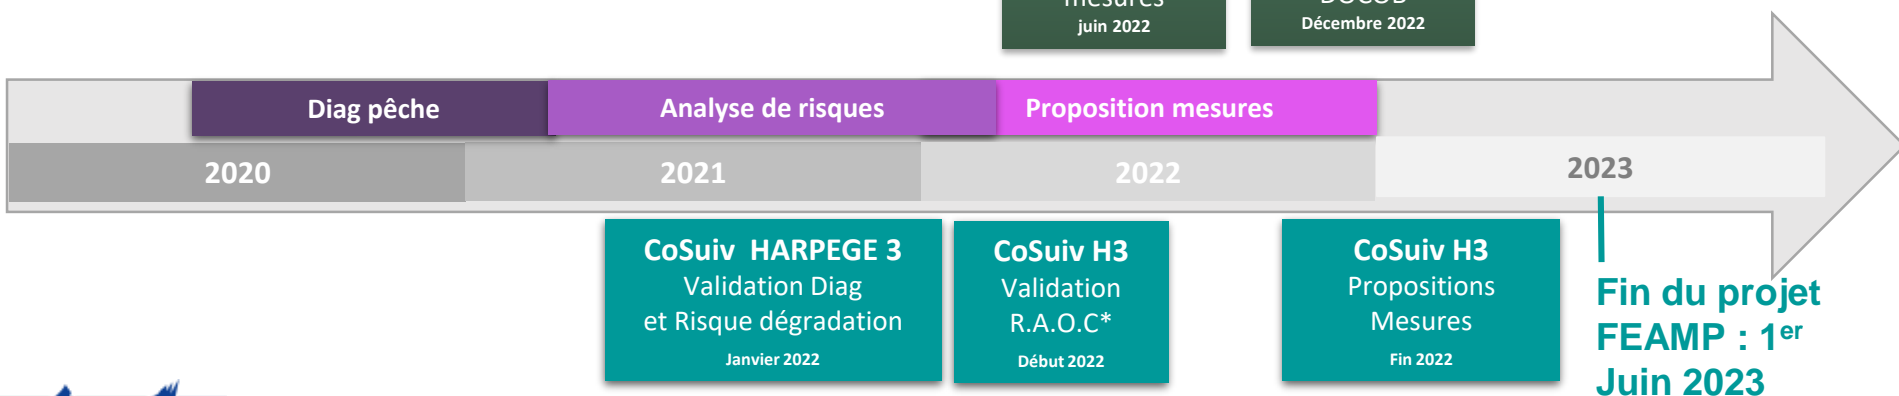 mesures
juin 2022
DOCOB
Décembre 2022
Diag pêche
Analyse de risques
Proposition mesures
2020
2021
2022
2023
CoSuiv HARPEGE 3
Validation Diag
et Risque dégradation
Janvier 2022
CoSuiv H3
Validation
R.A.O.C*
Début 2022
CoSuiv H3
Propositions
Mesures
Fin 2022
Fin du projet
FEAMP : 1er
Juin 2023